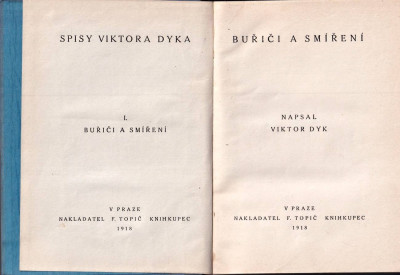 SPISY VIKTORA DYKA
I.
BUŘIČI A SMÍŘENÍ
V PRAZE
NAKLADATEL F. TOPIČ KNIHKUPEC
1918
BUŘIČI A SMÍŘENÍ
NAPSAL
VIKTOR DYK
V PRAZE
NAKLADATEL F. TOPIČ KNIHKUPEC
1918